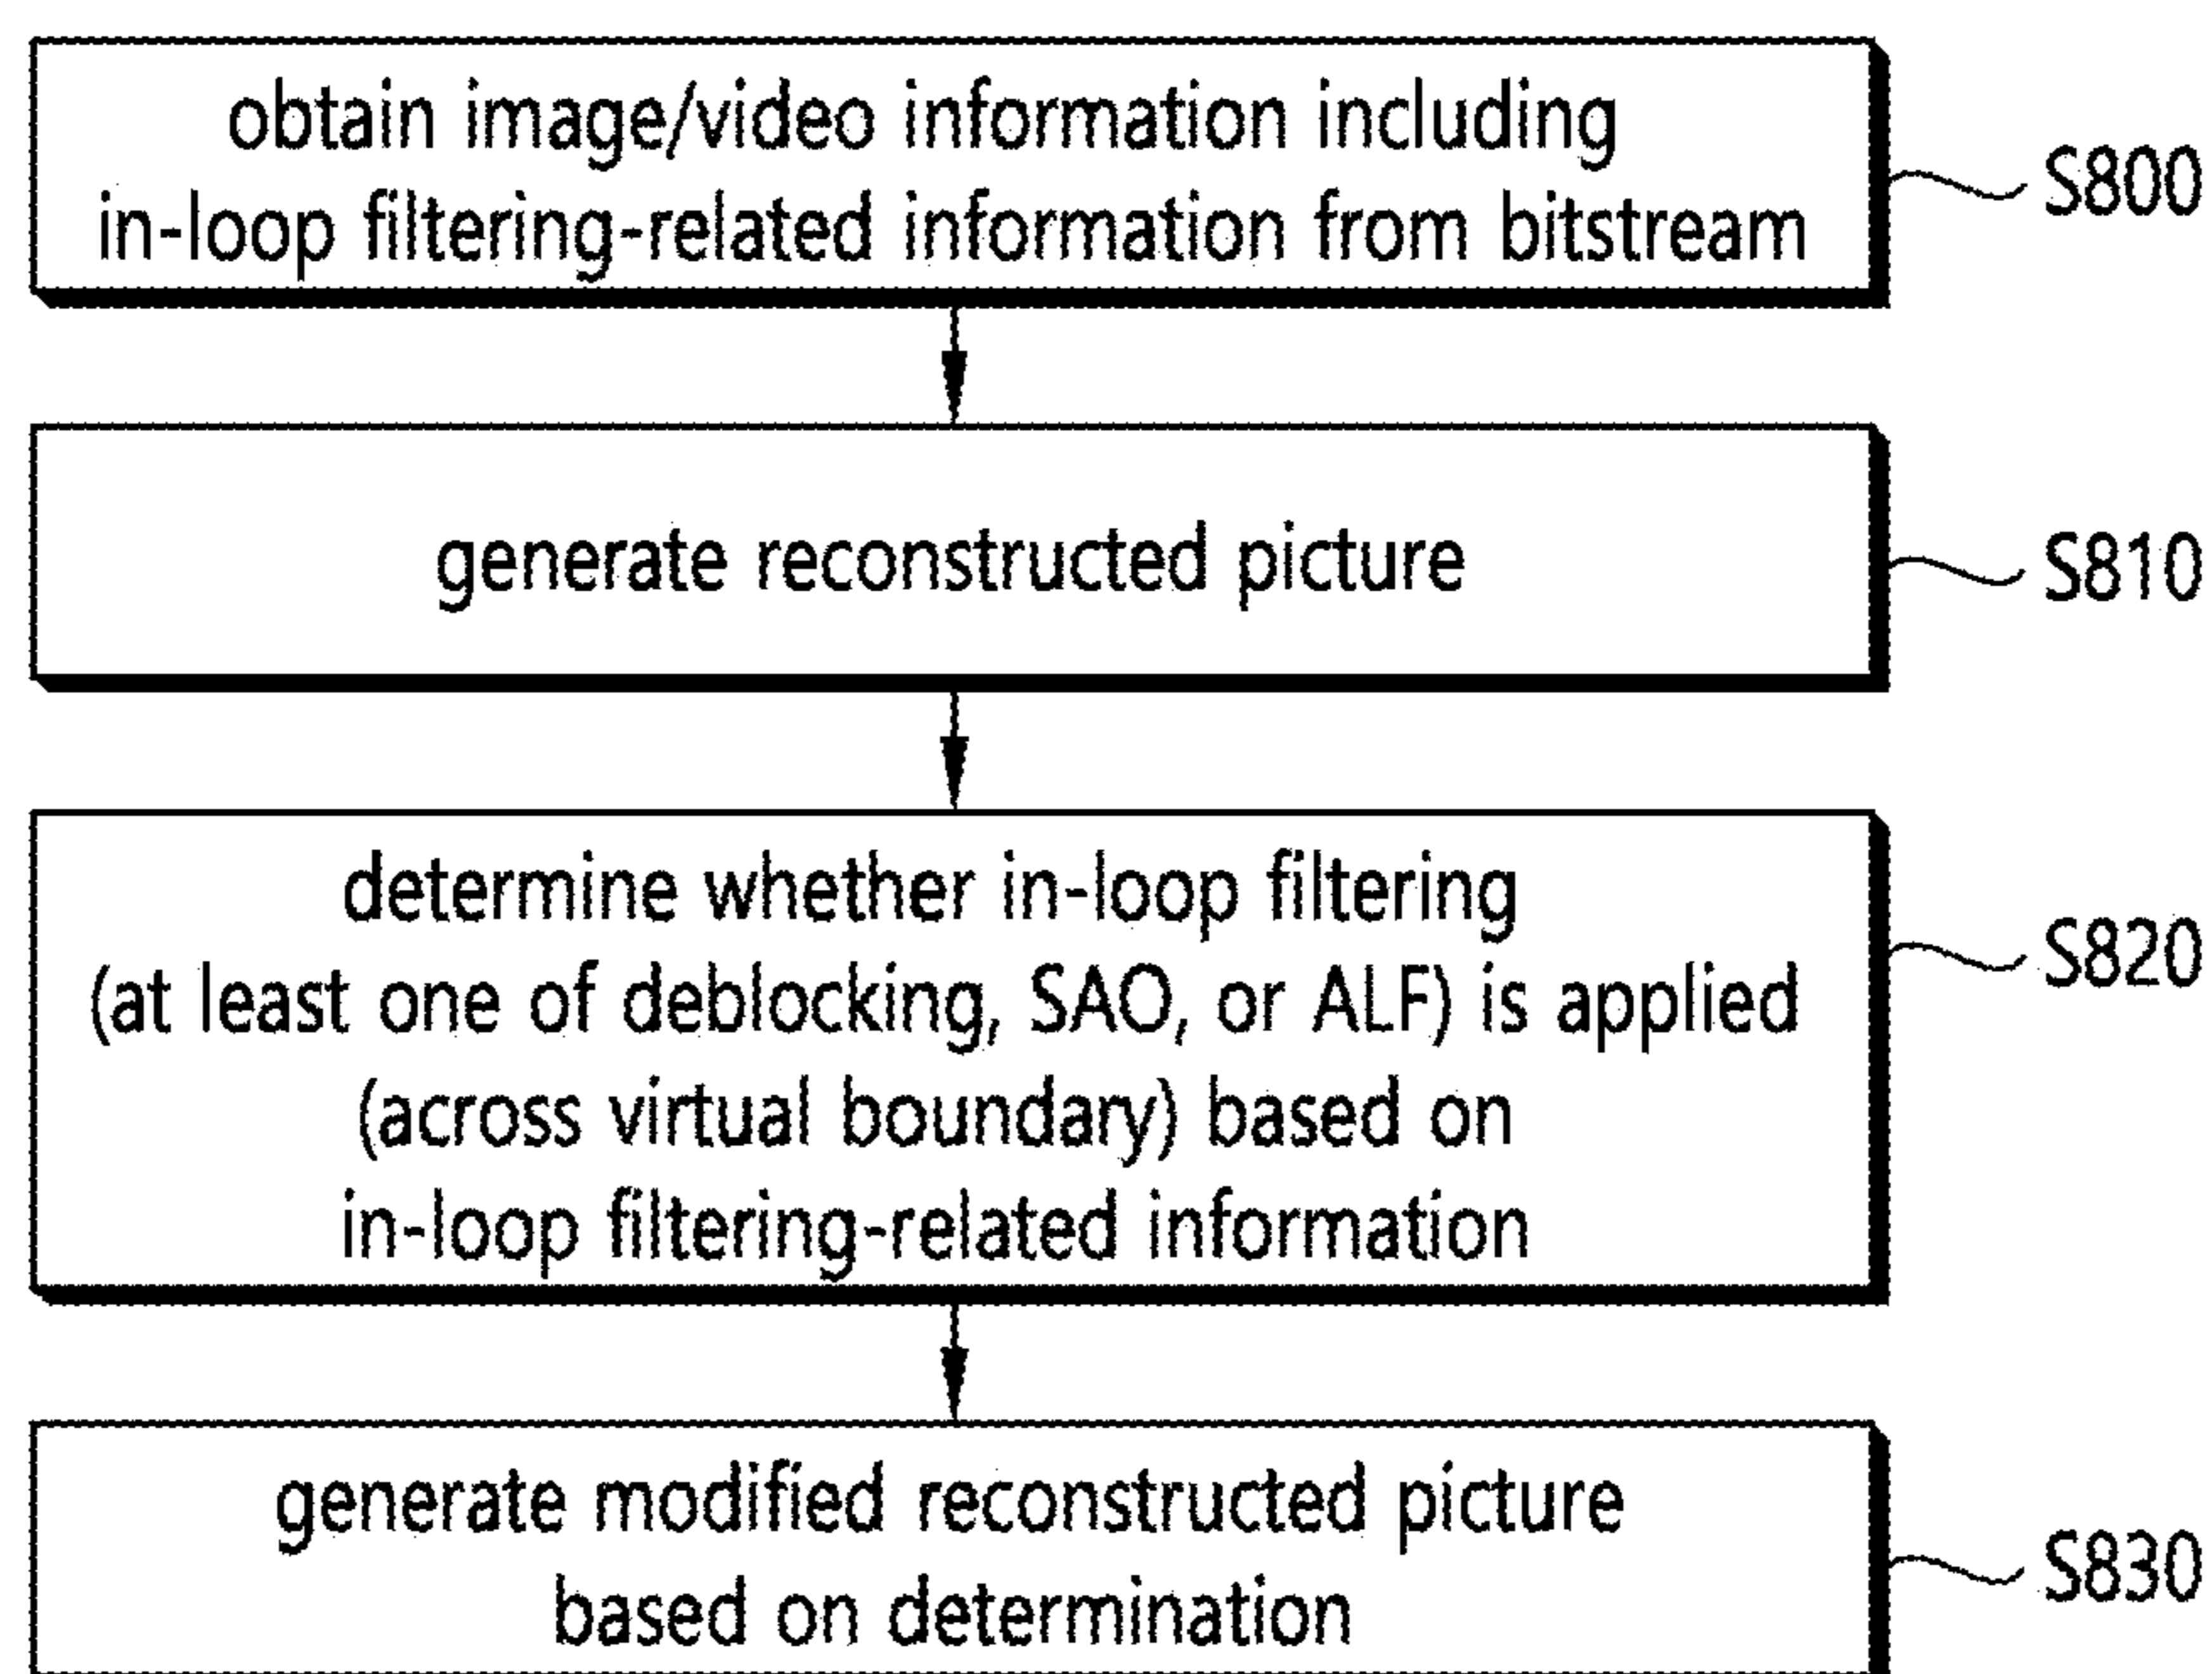 obtain image/video information including
in-loop filtering-related information from bitstream
S800
generate reconstructed picture
S810
determine whether in-loop filtering
(at least one of deblocking, SAO, or ALF) is applied
(across virtual boundary) based on
in-loop filtering-related information
S820
generate modified reconstructed picture
based on determination
S830